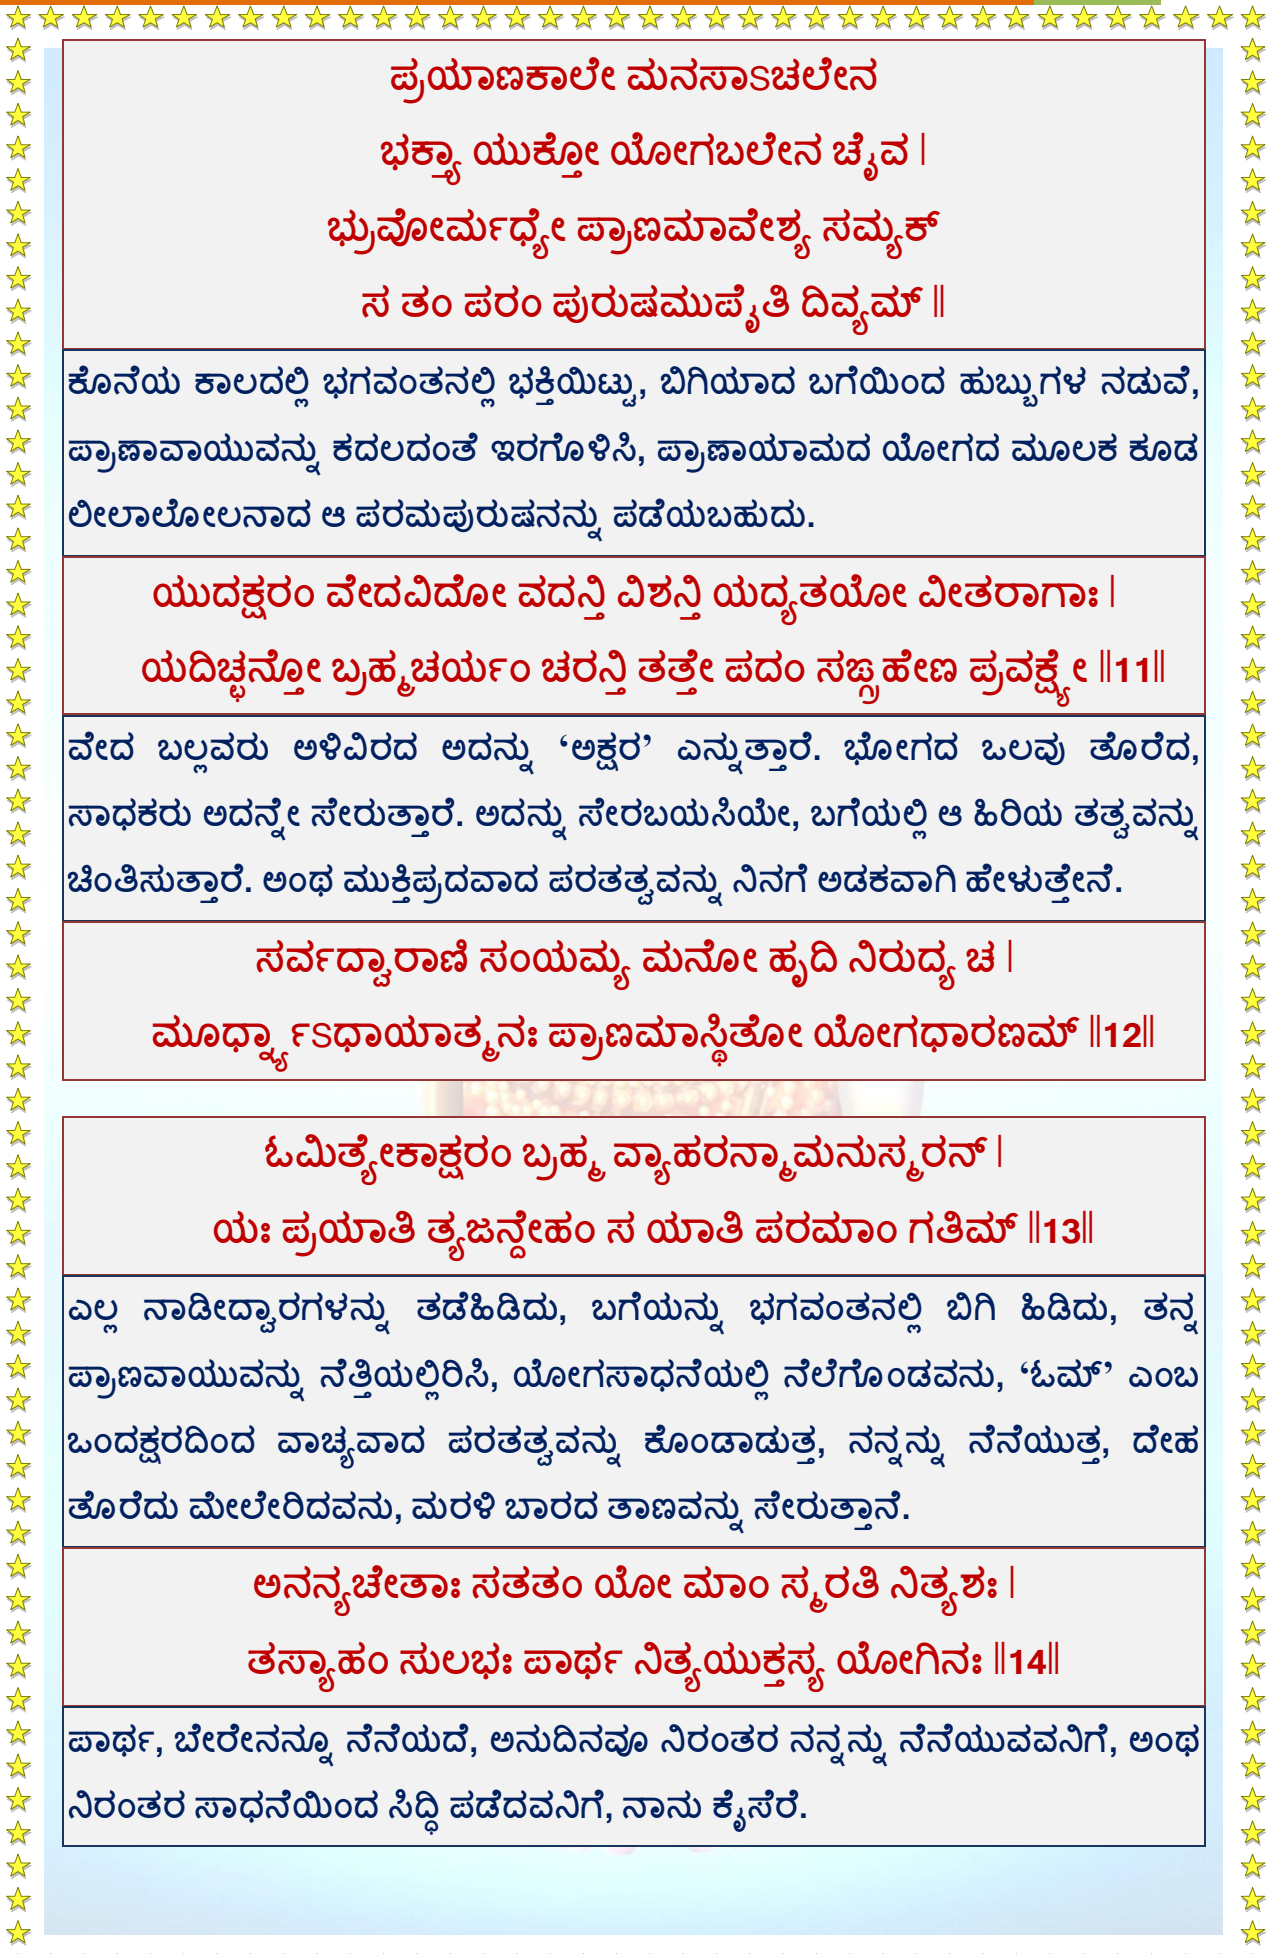 ಪ್ರಯಾಣಕಾಲೇ ಮನಸಾSಚಲೇನ
ಭಕ್ತ್ಯಾ ಯುಕ್ತೋ ಯೋಗಬಲೇನ ಚೈವ |
ಭ್ರುವೋರ್ಮಧ್ಯೇ ಪ್ರಾಣಮಾವೇಶ್ಯ ಸಮ್ಯಕ್
ಸ ತಂ ಪರಂ ಪುರುಷಮುಪೈತಿ ದಿವ್ಯಮ್ ||
ಕೊನೆಯ ಕಾಲದಲ್ಲಿ ಭಗವಂತನಲ್ಲಿ ಭಕ್ತಿಯಿಟ್ಟು, ಬಿಗಿಯಾದ ಬಗೆಯಿಂದ ಹುಬ್ಬುಗಳ ನಡುವೆ,
ಪ್ರಾಣಾವಾಯುವನ್ನು ಕದಲದಂತೆ ಇರಗೊಳಿಸಿ, ಪ್ರಾಣಾಯಾಮದ ಯೋಗದ ಮೂಲಕ ಕೂಡ
ಲೀಲಾಲೋಲನಾದ ಆ ಪರಮಪುರುಷನನ್ನು ಪಡೆಯಬಹುದು.
ಯುದಕ್ಷರಂ ವೇದವಿದೋ ವದನ್ತಿ ವಿಶನ್ತಿ ಯದ್ಯತಯೋ ವೀತರಾಗಾಃ |
ಯದಿಚ್ಛನ್ತೋ ಬ್ರಹ್ಮಚರ್ಯಂ ಚರನ್ತಿ ತತ್ತೇ ಪದಂ ಸಙ್ಗ್ರಹೇಣ ಪ್ರವಕ್ಷ್ಯೇ ||11||
ವೇದ ಬಲ್ಲವರು ಅಳಿವಿರದ ಅದನ್ನು ‘ಅಕ್ಷರ’ ಎನ್ನುತ್ತಾರೆ. ಭೋಗದ ಒಲವು ತೊರೆದ,
ಸಾಧಕರು ಅದನ್ನೇ ಸೇರುತ್ತಾರೆ. ಅದನ್ನು ಸೇರಬಯಸಿಯೇ, ಬಗೆಯಲ್ಲಿ ಆ ಹಿರಿಯ ತತ್ವವನ್ನು
ಚಿಂತಿಸುತ್ತಾರೆ. ಅಂಥ ಮುಕ್ತಿಪ್ರದವಾದ ಪರತತ್ವವನ್ನು ನಿನಗೆ ಅಡಕವಾಗಿ ಹೇಳುತ್ತೇನೆ.
ಸರ್ವದ್ವಾರಾಣಿ ಸಂಯಮ್ಯ ಮನೋ ಹೃದಿ ನಿರುದ್ಯ ಚ |
ಮೂರ್ಧ್ನ್ಯಾSಧಾಯಾತ್ಮನಃ ಪ್ರಾಣಮಾಸ್ಥಿತೋ ಯೋಗಧಾರಣಮ್ ||12||
ಓಮಿತ್ಯೇಕಾಕ್ಷರಂ ಬ್ರಹ್ಮ ವ್ಯಾಹರನ್ಮಾಮನುಸ್ಮರನ್ |
ಯಃ ಪ್ರಯಾತಿ ತ್ಯಜನ್ದೇಹಂ ಸ ಯಾತಿ ಪರಮಾಂ ಗತಿಮ್ ||13||
ಎಲ್ಲ ನಾಡೀದ್ವಾರಗಳನ್ನು ತಡೆಹಿಡಿದು, ಬಗೆಯನ್ನು ಭಗವಂತನಲ್ಲಿ ಬಿಗಿ ಹಿಡಿದು, ತನ್ನ
ಪ್ರಾಣವಾಯುವನ್ನು ನೆತ್ತಿಯಲ್ಲಿರಿಸಿ, ಯೋಗಸಾಧನೆಯಲ್ಲಿ ನೆಲೆಗೊಂಡವನು, ‘ಓಮ್’ ಎಂಬ
ಒಂದಕ್ಷರದಿಂದ ವಾಚ್ಯವಾದ ಪರತತ್ವವನ್ನು ಕೊಂಡಾಡುತ್ತ, ನನ್ನನ್ನು ನೆನೆಯುತ್ತ, ದೇಹ
ತೊರೆದು ಮೇಲೇರಿದವನು, ಮರಳಿ ಬಾರದ ತಾಣವನ್ನು ಸೇರುತ್ತಾನೆ.
ಅನನ್ಯಚೇತಾಃ ಸತತಂ ಯೋ ಮಾಂ ಸ್ಮರತಿ ನಿತ್ಯಶಃ |
ತಸ್ಯಾಹಂ ಸುಲಭಃ ಪಾರ್ಥ ನಿತ್ಯಯುಕ್ತಸ್ಯ ಯೋಗಿನಃ ||14||
ಪಾರ್ಥ, ಬೇರೇನನ್ನೂ ನೆನೆಯದೆ, ಅನುದಿನವೂ ನಿರಂತರ ನನ್ನನ್ನು ನೆನೆಯುವವನಿಗೆ, ಅಂಥ
ನಿರಂತರ ಸಾಧನೆಯಿಂದ ಸಿದ್ಧಿ ಪಡೆದವನಿಗೆ, ನಾನು ಕೈಸೆರೆ.